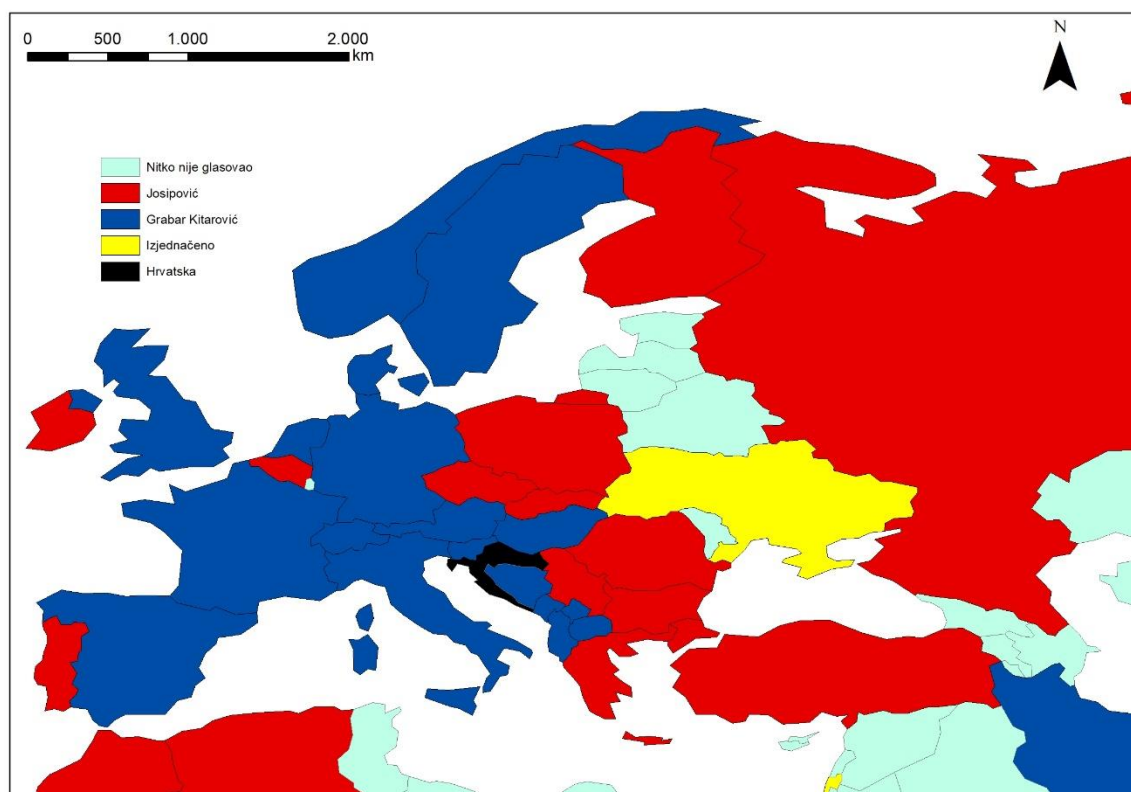 0 500 1.000 2.000
km
N
Nitko nije glasovao
Josipović
Grabar Kitarović
Izjednačeno
Hrvatska